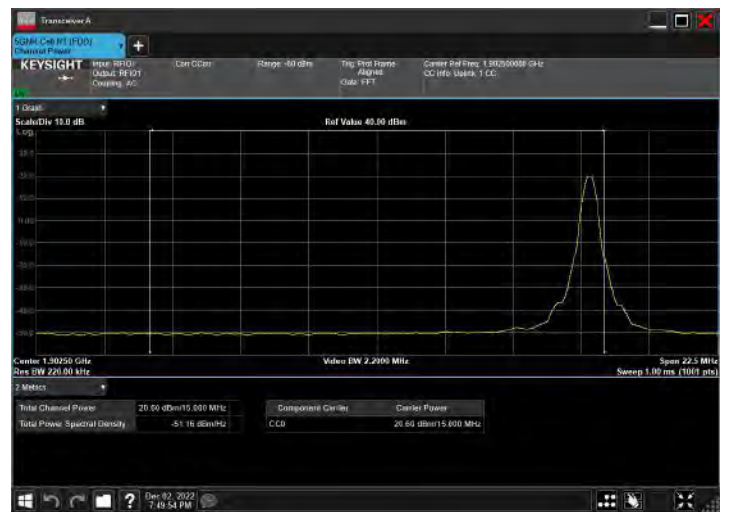 Transceiver A
5GNR-Cell N1 (FDD)
Channel Power
+
KEYSIGHT
Input: RFIO1
Output: RFIO1
Coupling: AC
Corr CCorr
Range: -60 dBm
Trig: Prdt Frame
Aligned
Gate: FFT
Carrier Ref Freq: 1.902500000 GHz
CC Info: Uplink, 1 CC
1 Graph
Scale/Div 10.0 dB
Ref Value 40.00 dBm
Log
Center 1.90250 GHz
Video BW 2.2000 MHz
Span 22.5 MHz
Res BW 220.00 kHz
Sweep 1.00 ms (1001 pts)
2 Metrics
Total Channel Power
20.60 dBm/15.000 MHz
Total Power Spectral Density
-51.16 dBm/Hz
Component Carrier
Carrier Power
CC0
20.60 dBm/15.000 MHz
?
Dec 02, 2022
7:49:54 PM